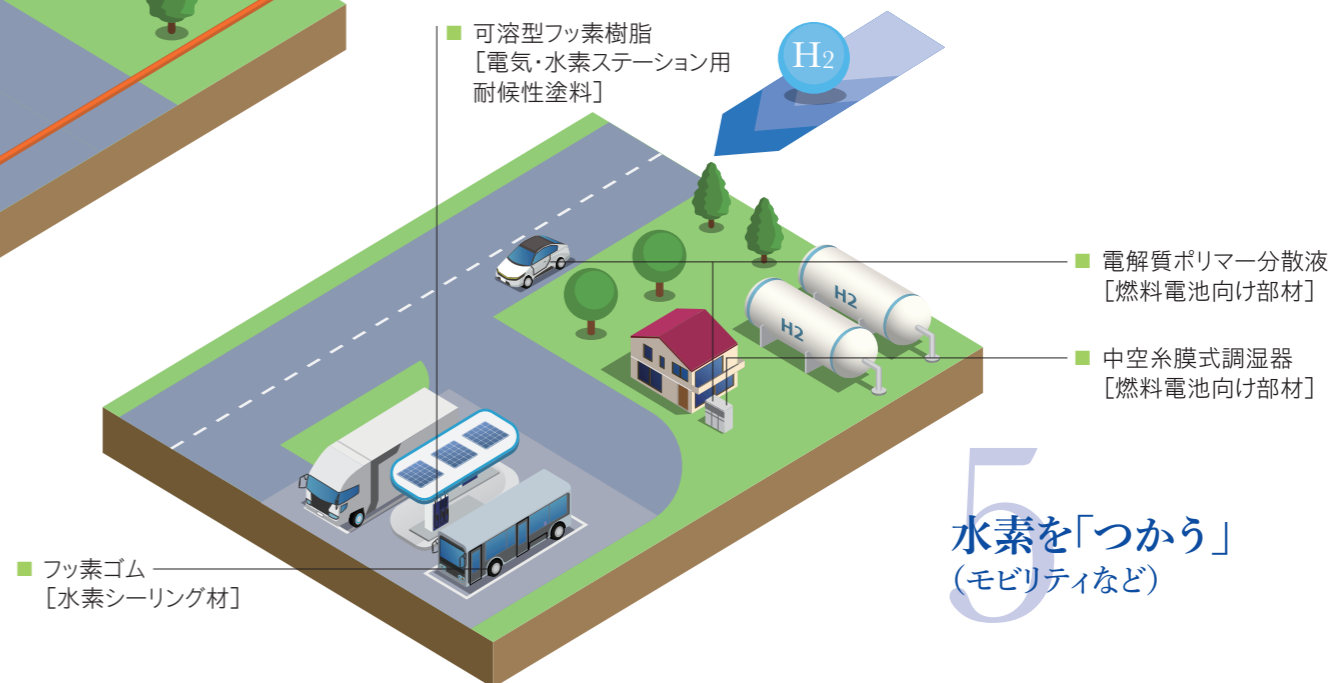 ■ 可溶型フッ素樹脂
［電気・水素ステーション用
耐候性塗料］
H2
■ 電解質ポリマー分散液
［燃料電池向け部材］
H2
H2
■ 中空糸膜式調湿器
［燃料電池向け部材］
5
水素を「つかう」
（モビリティなど）
■ フッ素ゴム
［水素シーリング材］